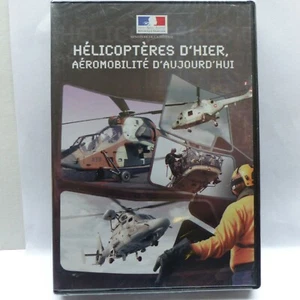 HÉLICOPTÈRES D'HIER,
AÉROMOBILITÉ D'AUJOURD'HUI